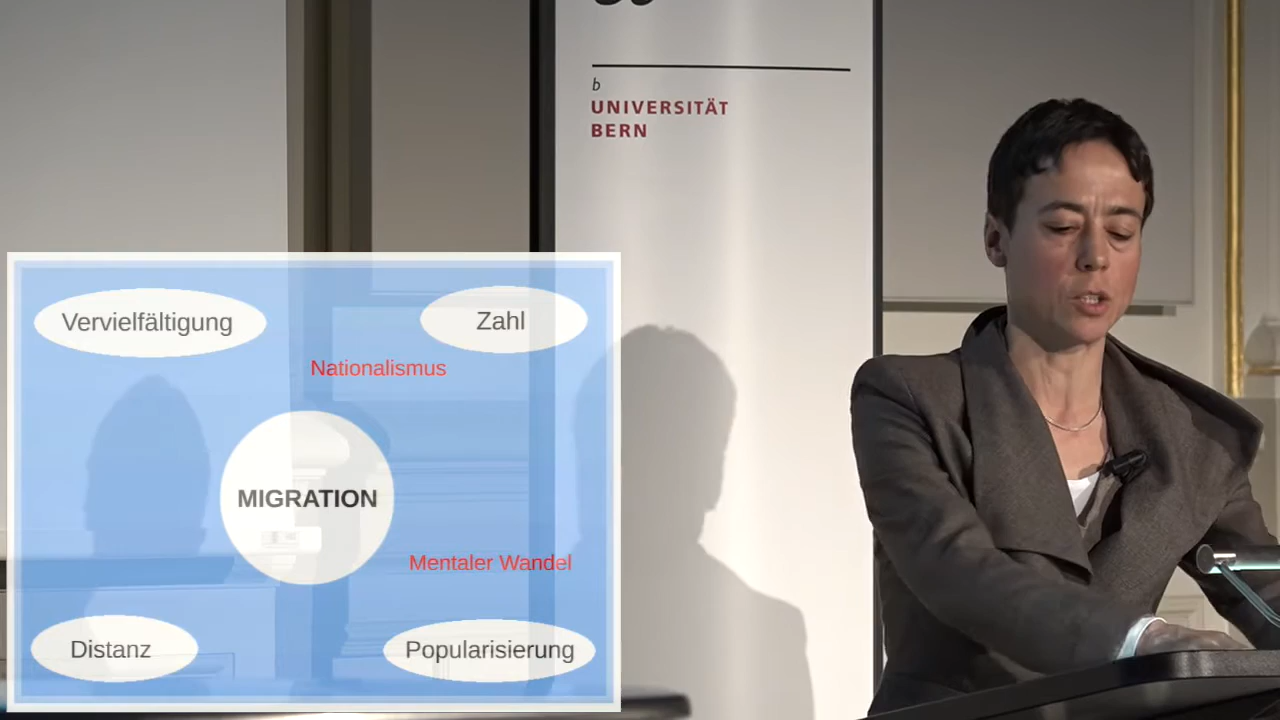 b
UNIVERSITÄT
BERN
Vervielfältigung
Zahl
Nationalismus
MIGRATION
Mentaler Wandel
Distanz
Popularisierung